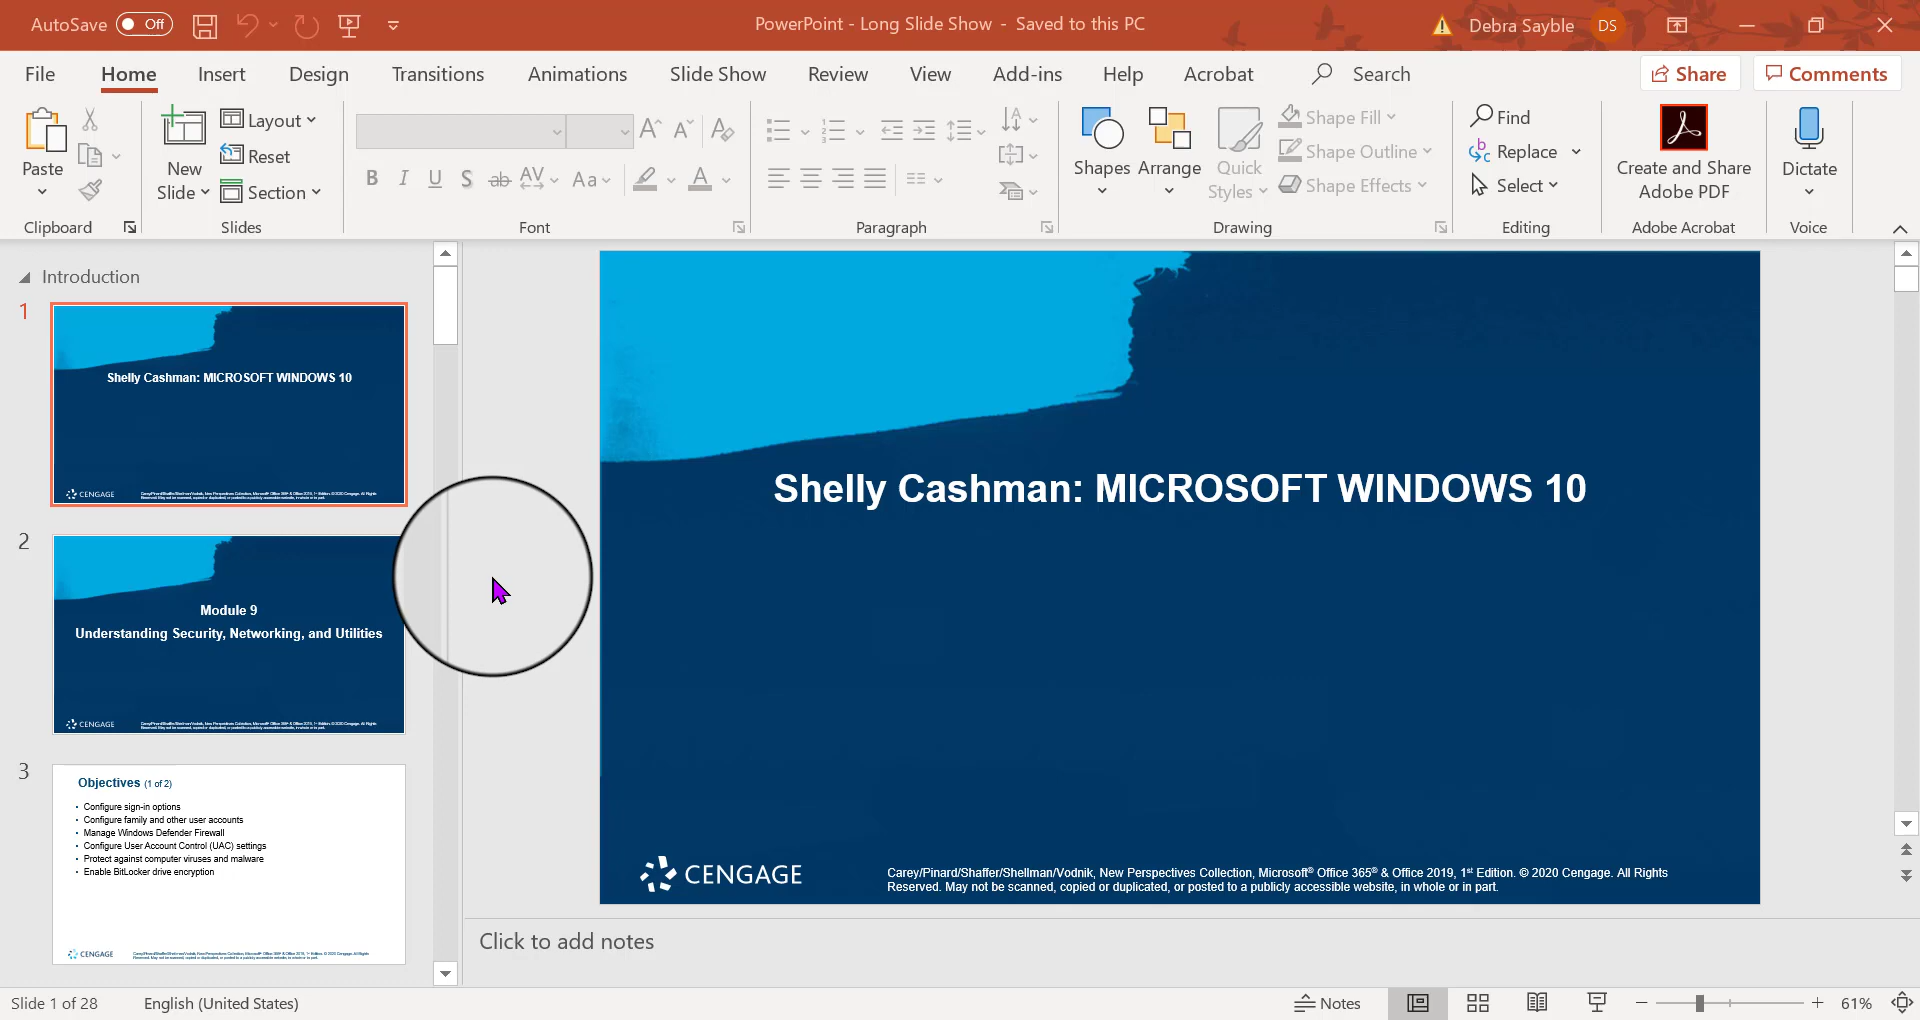 AutoSave Off
PowerPoint - Long Slide Show - Saved to this PC
Debra Sayble DS
File Home Insert Design Transitions Animations Slide Show Review View Add-ins Help Acrobat Search Share Comments
Paste
Clipboard
New Slide
Layout
Reset
Section
Slides
B I U S ab AV Aa A
Font
Paragraph
Shapes
Arrange
Quick Styles
Shape Fill
Shape Outline
Shape Effects
Drawing
Find
Replace
Select
Editing
Create and Share
Adobe PDF
Adobe Acrobat
Dictate
Voice
Introduction
1
Shelly Cashman: MICROSOFT WINDOWS 10
CENGAGE
2
Module 9
Understanding Security, Networking, and Utilities
CENGAGE
3
Objectives (1 of 2)
• Configure sign-in options
• Configure family and other user accounts
• Manage Windows Defender Firewall
• Configure User Account Control (UAC) settings
• Protect against computer viruses and malware
• Enable BitLocker drive encryption
CENGAGE
Shelly Cashman: MICROSOFT WINDOWS 10
CENGAGE
Carey/Pinard/Shaffer/Shellman/Vodnik, New Perspectives Collection, Microsoft® Office 365® & Office 2019, 1st Edition. © 2020 Cengage. All Rights
Reserved. May not be scanned, copied or duplicated, or posted to a publicly accessible website, in whole or in part.
Click to add notes
Slide 1 of 28 English (United States) Notes 61%